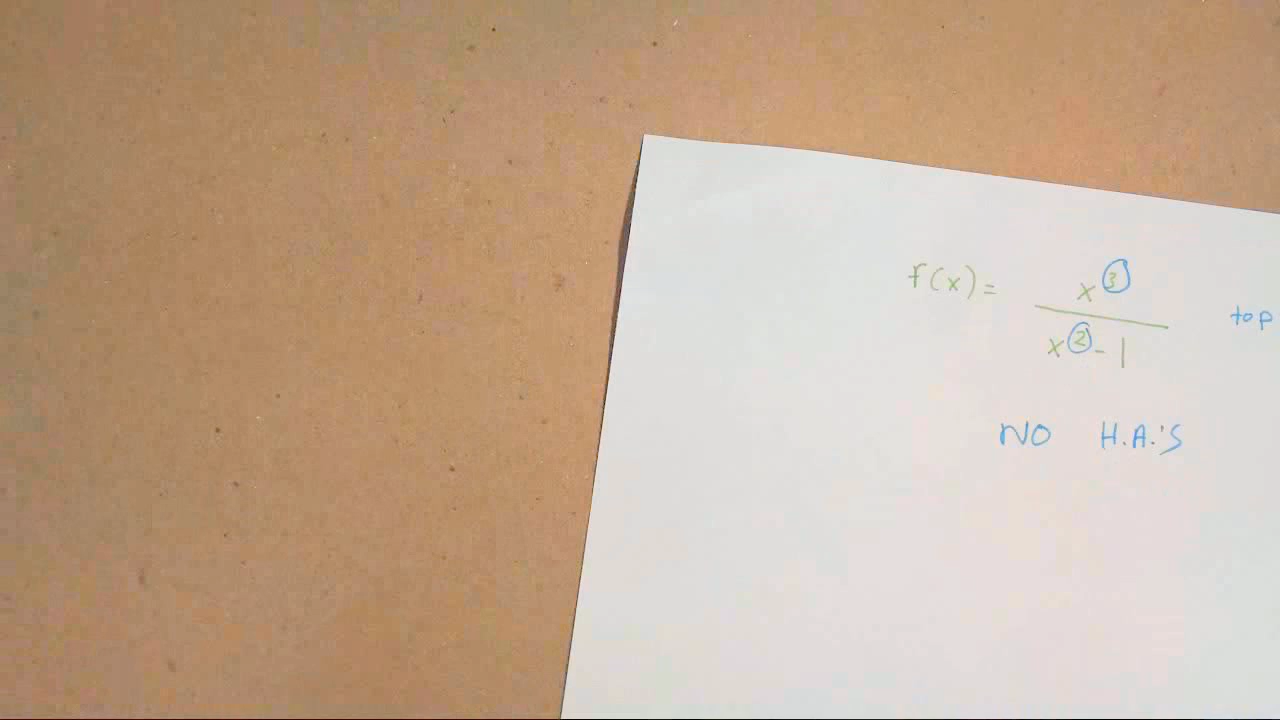 f(x) = x³ / x² - 1 top
NO H.A.'S